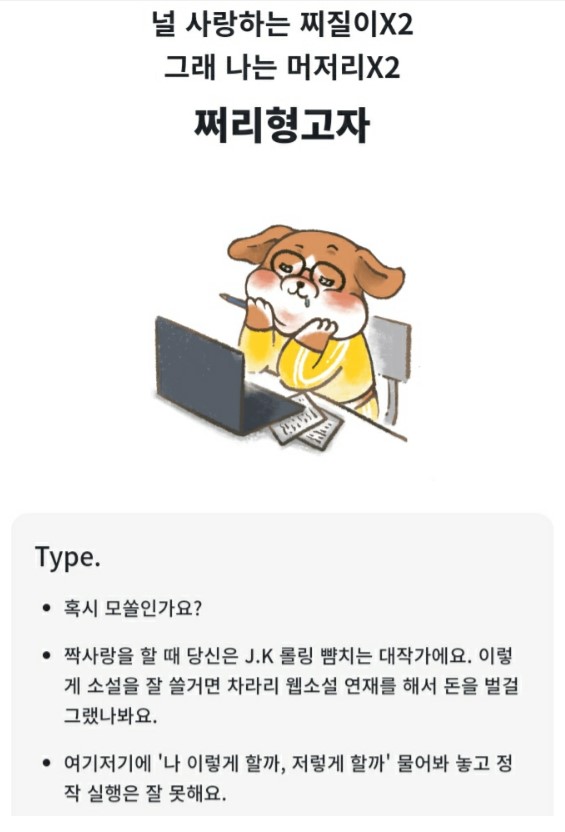 널 사랑하는 찌질이X2
그래 나는 머저리X2
쩌리형고자
Type.
• 혹시 모쏠인가요?
• 짝사랑을 할 때 당신은 J.K 롤링 뺨치는 대작가에요. 이렇
게 소설을 잘 쓸거면 차라리 웹소설 연재를 해서 돈을 벌걸
그랬나봐요.
• 여기저기에 '나 이렇게 할까, 저렇게 할까' 물어봐 놓고 정
작 실행은 잘 못해요.